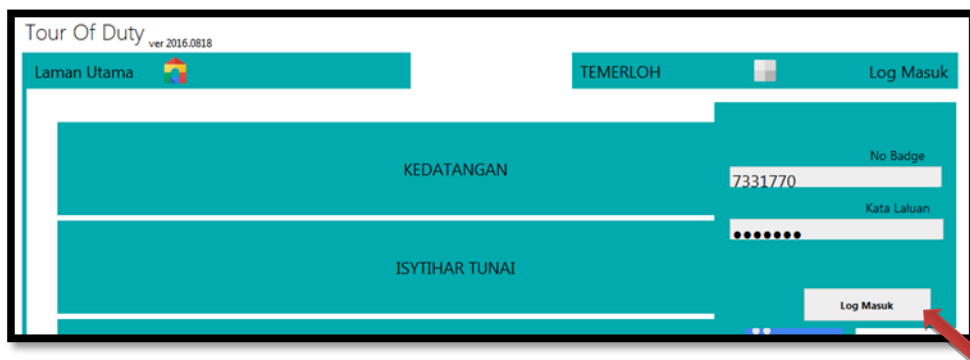 Tour Of Duty ver 2016.0818
Laman Utama TEMERLOH Log Masuk
No Badge
KEDATANGAN
7331770
Kata Laluan
●●●●●●●
ISYTIHAR TUNAI
Log Masuk